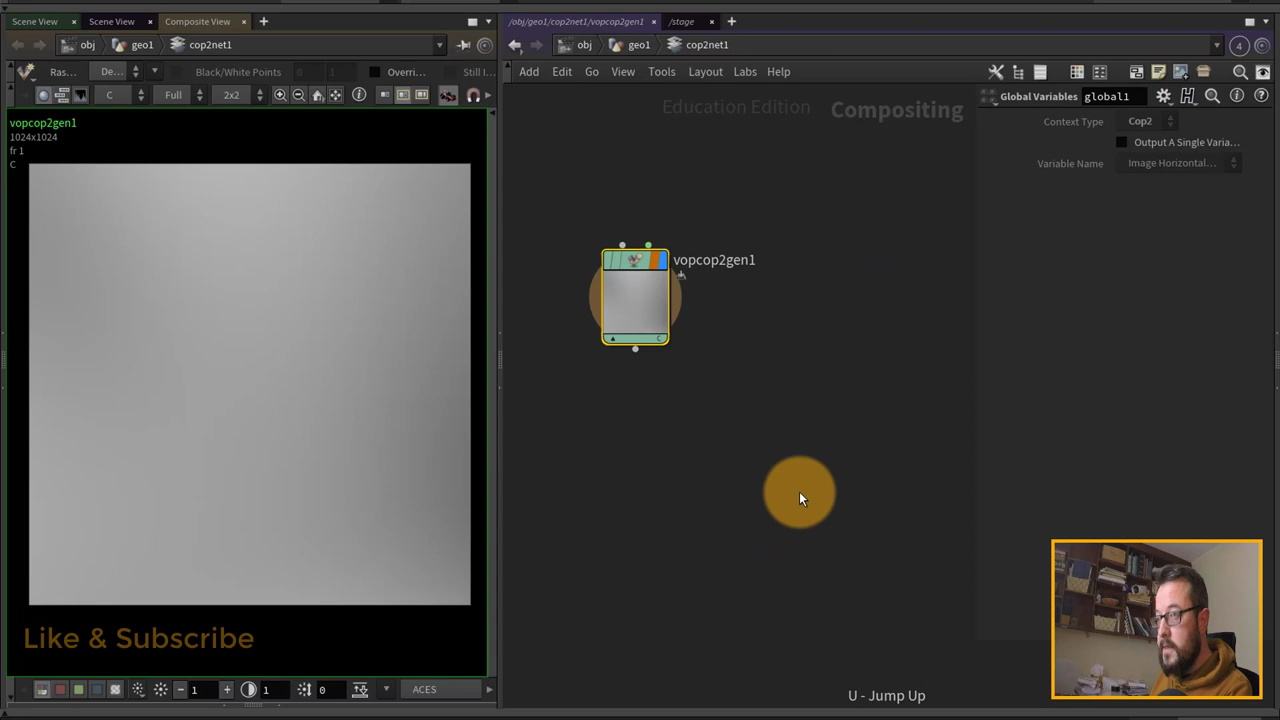 Scene View × Scene View × Composite View × +
/obj/geo1/cop2net1/vopcop2gen1 × /stage × +
obj geo1 cop2net1
obj geo1 cop2net1 4
Ras... De... Black/White Points 0 1 Overri... Still I...
Add Edit Go View Tools Layout Labs Help
C Full 2x2
Education Edition Compositing
Global Variables global1
Context Type Cop2
Output A Single Varia...
Variable Name Image Horizontal...
vopcop2gen1
1024x1024
fr 1
C
vopcop2gen1
C
Like & Subscribe
1 1 0 ACES
U - Jump Up